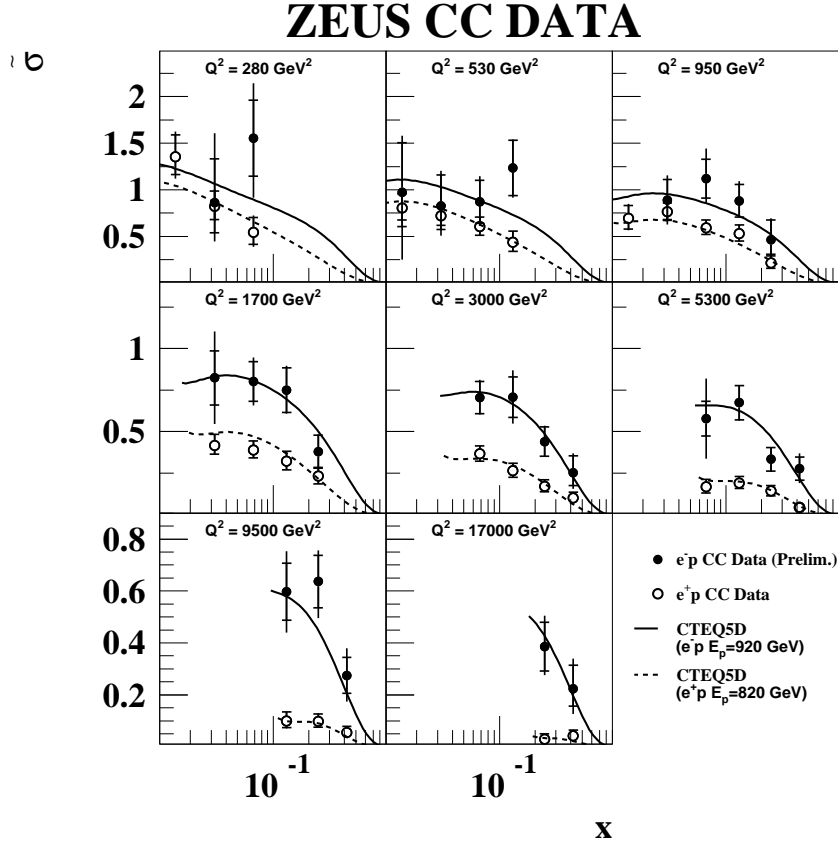 ZEUS CC DATA
σ̃
Q² = 280 GeV²
Q² = 530 GeV²
Q² = 950 GeV²
2
1.5
1
0.5
Q² = 1700 GeV²
Q² = 3000 GeV²
Q² = 5300 GeV²
1
0.5
Q² = 9500 GeV²
Q² = 17000 GeV²
0.8
0.6
0.4
0.2
e⁻p CC Data (Prelim.)
e⁺p CC Data
CTEQ5D
(e⁻p Eₚ=920 GeV)
CTEQ5D
(e⁺p Eₚ=820 GeV)
10⁻¹
10⁻¹
x